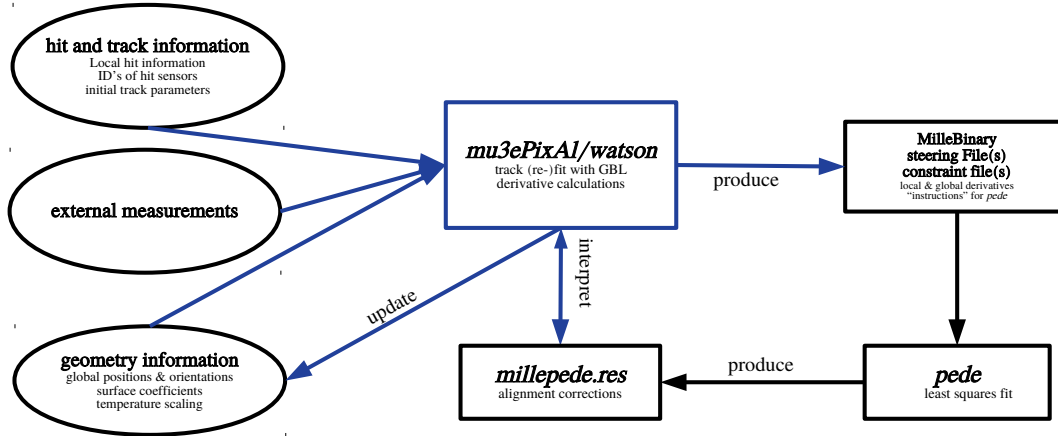 hit and track information
Local hit information
ID's of hit sensors
initial track parameters
external measurements
geometry information
global positions & orientations
surface coefficients
temperature scaling
mu3ePixAl/watson
track (re-)fit with GBL
derivative calculations
produce
MilleBinary
steering File(s)
constraint file(s)
local & global derivatives
"instructions" for pede
update
interpret
millepede.res
alignment corrections
produce
pede
least squares fit